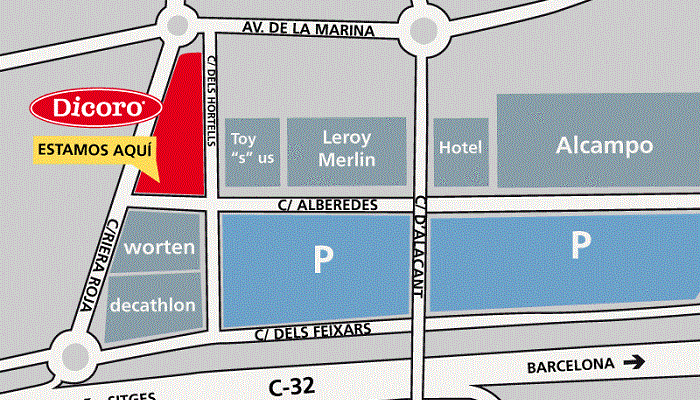 AV. DE LA MARINA
C/ DELS HORTELLS
Dicoro
ESTAMOS AQUÍ
Toy
“s” us
Leroy
Merlin
Hotel
Alcampo
C/ ALBEREDES
C/RIERA ROJA
worten
P
C/ D'ALACANT
P
decathlon
C/ DELS FEIXARS
BARCELONA
C-32
SITGES